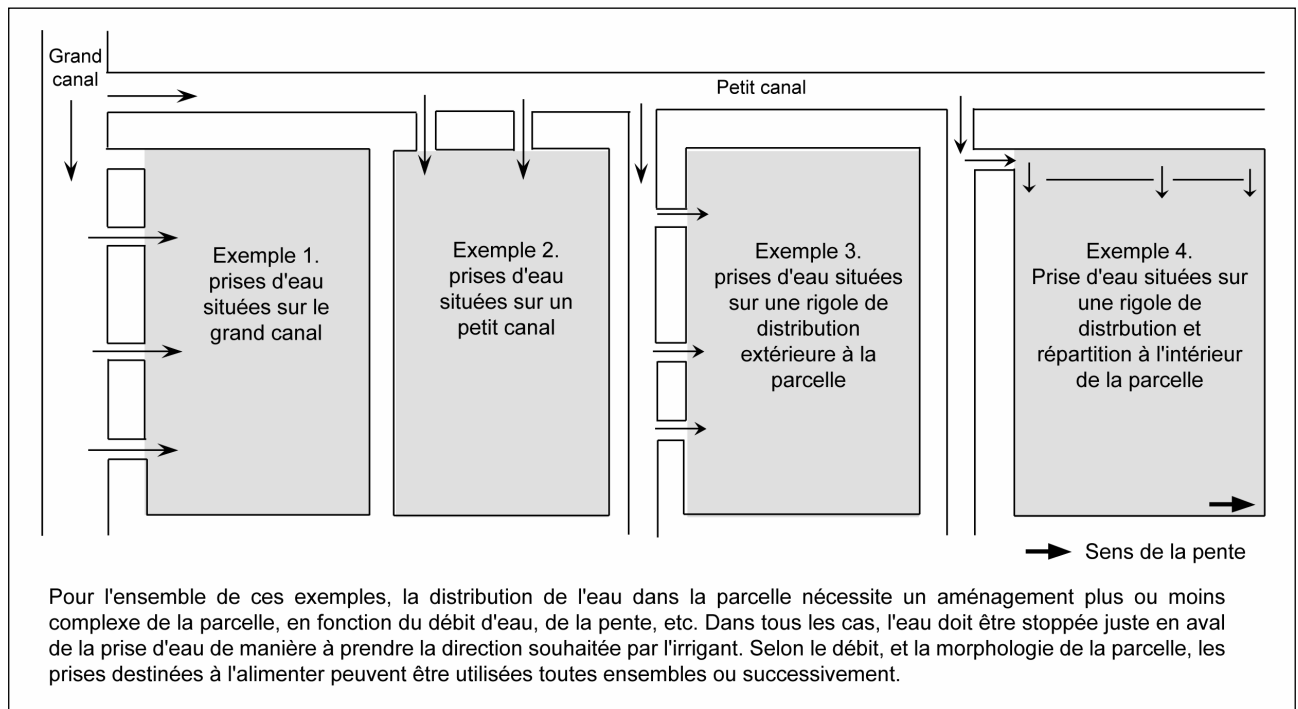 Grand
canal
Petit canal
Exemple 1.
prises d'eau
situées sur le
grand canal
Exemple 2.
prises d'eau
situées sur un
petit canal
Exemple 3.
prises d'eau situées
sur une rigole de
distribution
extérieure à la
parcelle
Exemple 4.
Prise d'eau situées sur
une rigole de
distrbution et
répartition à l'intérieur
de la parcelle
Sens de la pente
Pour l'ensemble de ces exemples, la distribution de l'eau dans la parcelle nécessite un aménagement plus ou moins
complexe de la parcelle, en fonction du débit d'eau, de la pente, etc. Dans tous les cas, l'eau doit être stoppée juste en aval
de la prise d'eau de manière à prendre la direction souhaitée par l'irrigant. Selon le débit, et la morphologie de la parcelle, les
prises destinées à l'alimenter peuvent être utilisées toutes ensembles ou successivement.